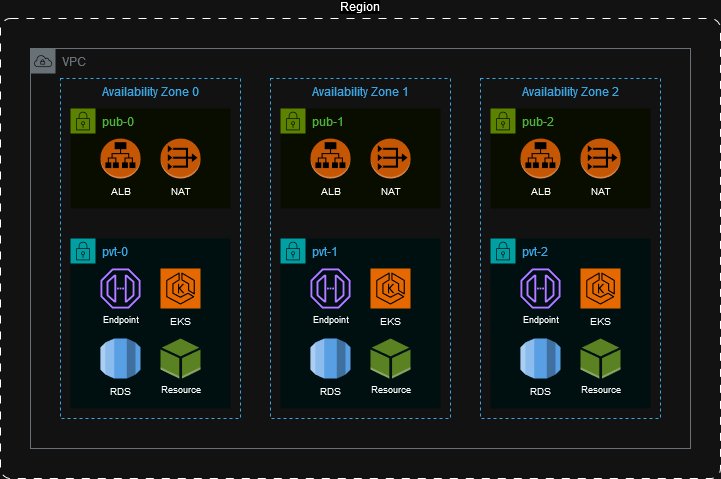 Region
VPC
Availability Zone 0
Availability Zone 1
Availability Zone 2
pub-0
pub-1
pub-2
ALB
NAT
ALB
NAT
ALB
NAT
pvt-0
pvt-1
pvt-2
Endpoint
EKS
Endpoint
EKS
Endpoint
EKS
RDS
Resource
RDS
Resource
RDS
Resource